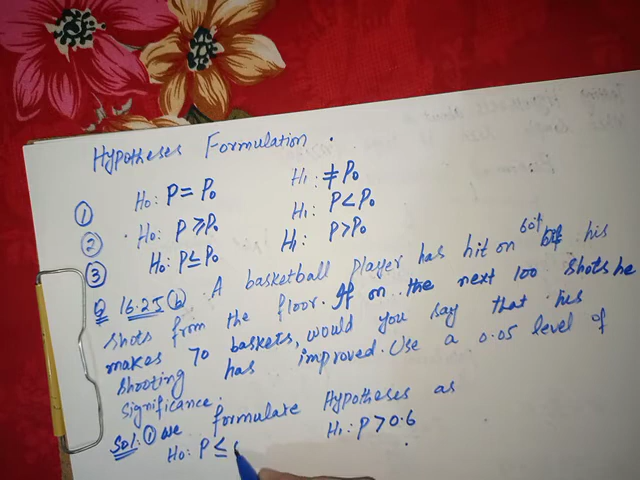 Hypotheses Formulation.
① H0: P = P0 H1: ≠ P0
② H0: P ≥ P0 H1: P < P0
③ H0: P ≤ P0 H1: P > P0
Q 16.25 (b) A basketball player has hit on 60% of his
shots from the floor. If on the next 100 shots he
makes 70 baskets, would you say that his
shooting has improved. Use a 0.05 level of
significance.
Sol: ① we formulate Hypotheses as
H0: P ≤ H1: P > 0.6